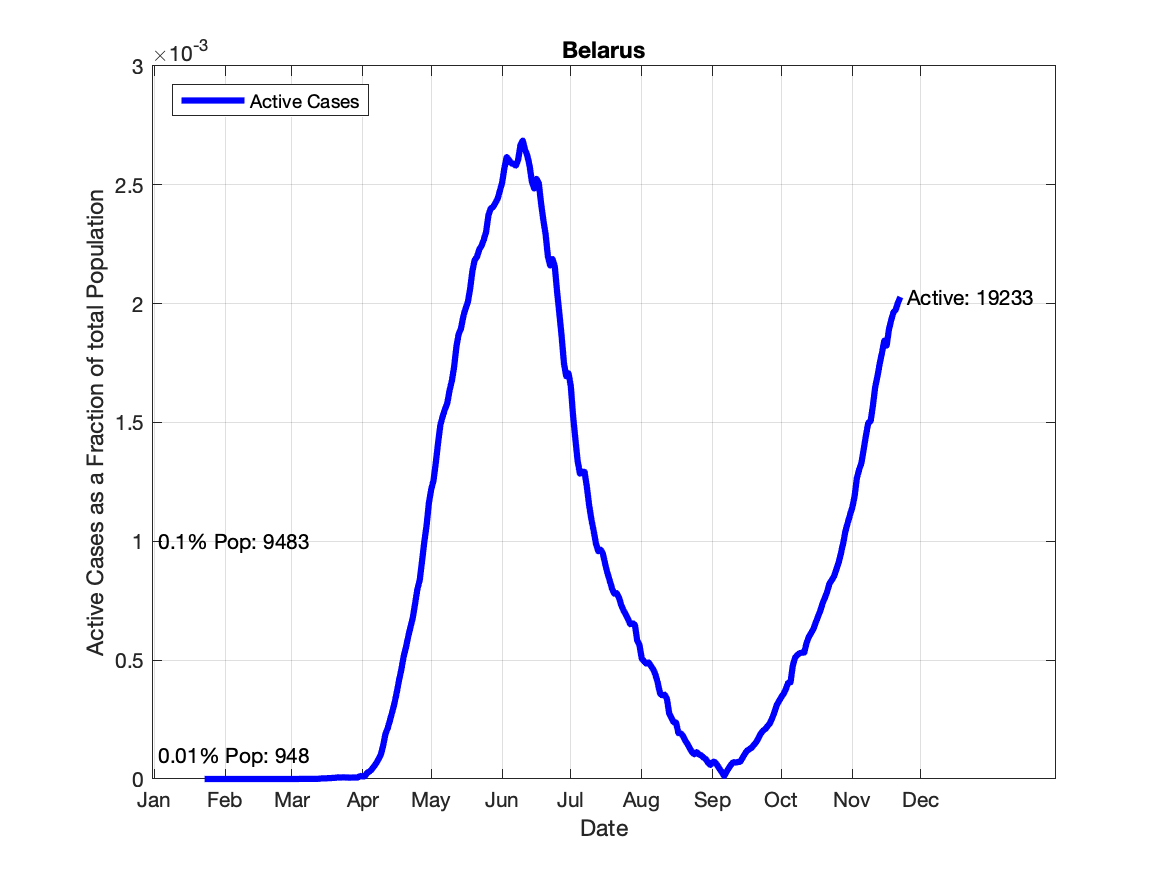 Belarus
×10-3
3
Active Cases
2.5
2
Active: 19233
1.5
1
0.1% Pop: 9483
0.5
0.01% Pop: 948
0
Jan Feb Mar Apr May Jun Jul Aug Sep Oct Nov Dec
Date
Active Cases as a Fraction of total Population